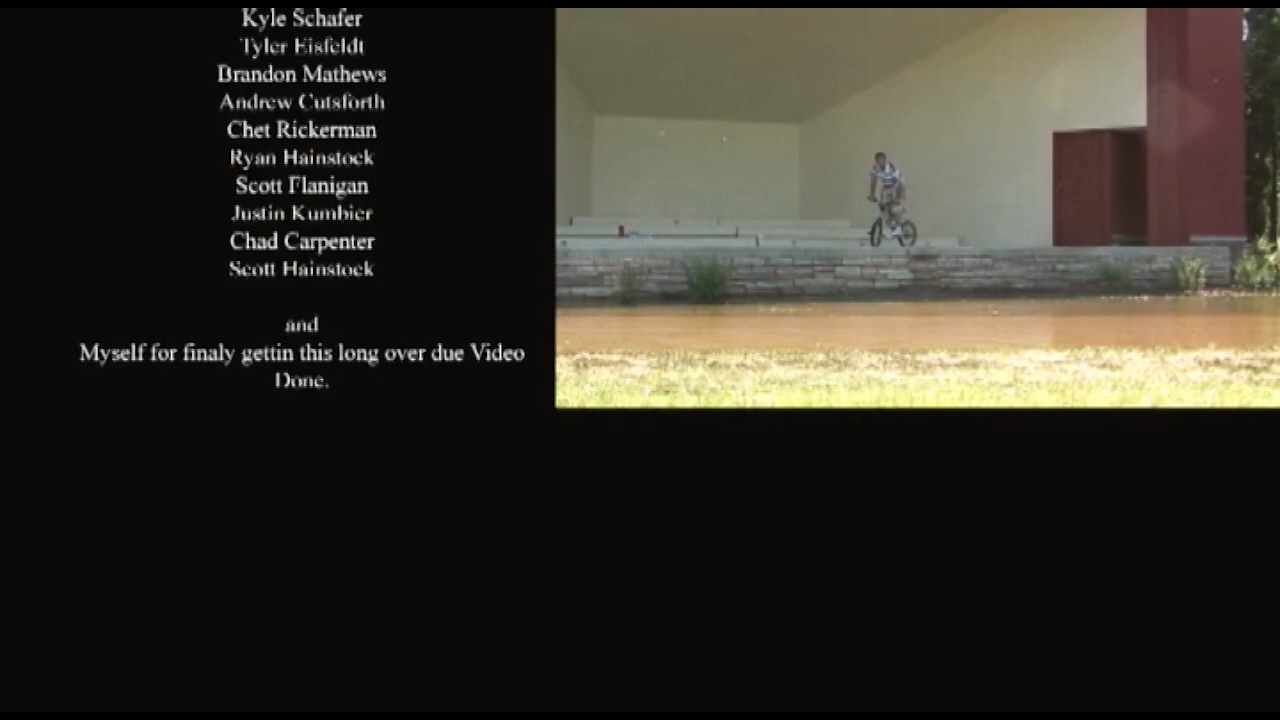 Kyle Schafer
Tyler Eisfeldt
Brandon Mathews
Andrew Cutsforth
Chet Rickerman
Ryan Hainstock
Scott Flanigan
Justin Kumbier
Chad Carpenter
Scott Hainstock
and
Myself for finaly gettin this long over due Video
Done.